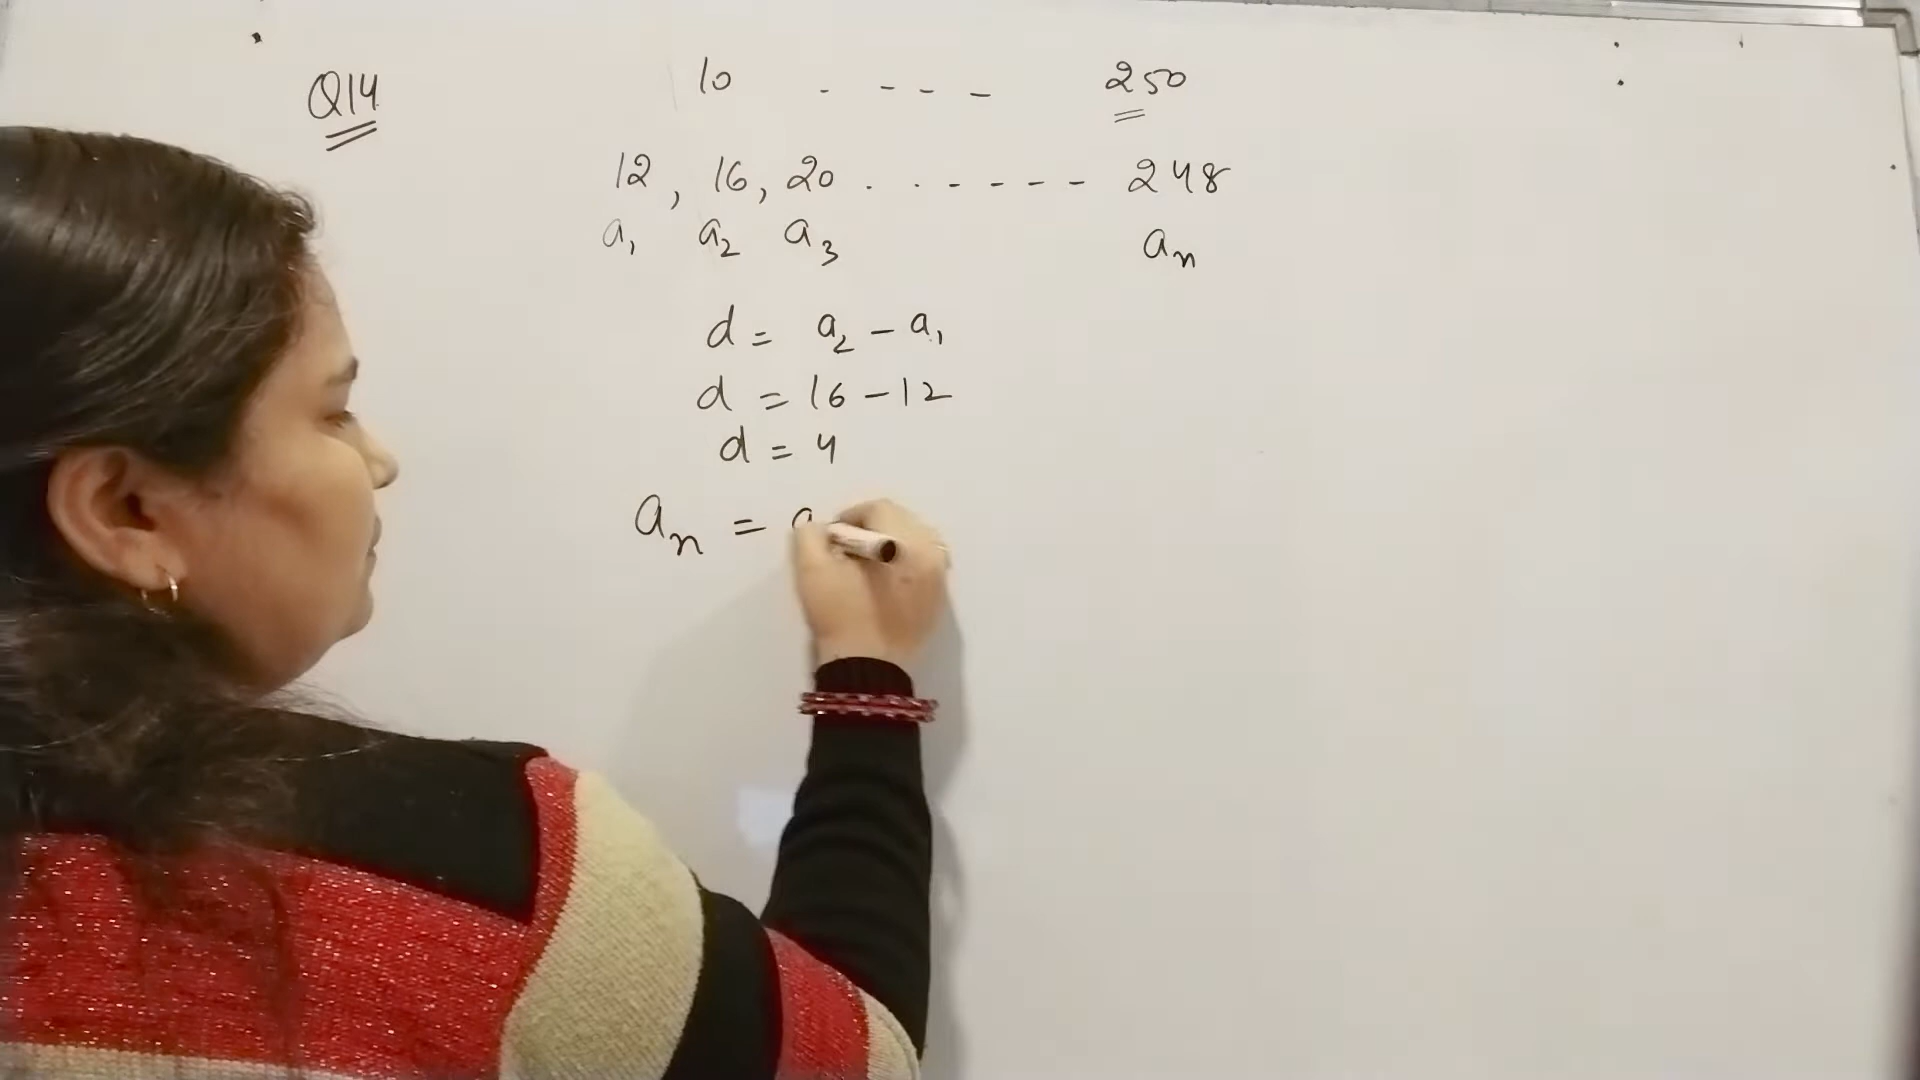 Q14
10 . - - - 250
12, 16, 20 . . - - - - - 248
a₁ a₂ a₃ aₙ
d = a₂ - a₁
d = 16 - 12
d = 4
aₙ = a